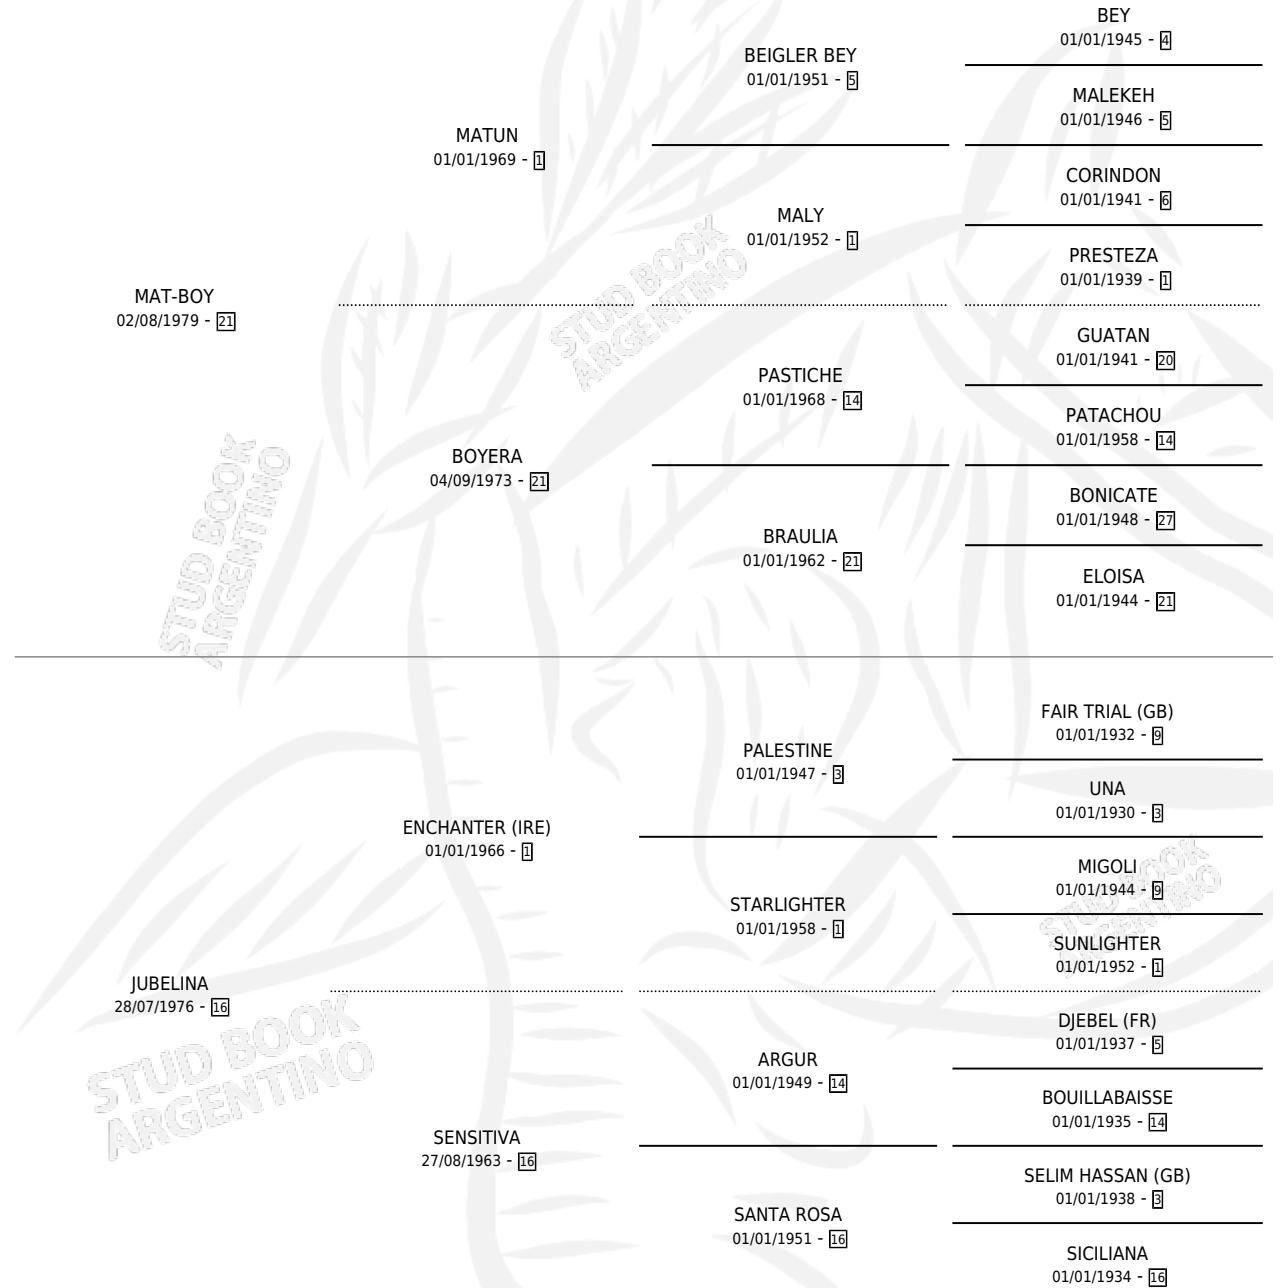 BEY
01/01/1945 - 4
BEIGLER BEY
01/01/1951 - 5
MALEKEH
01/01/1946 - 5
MATUN
01/01/1969 - 1
CORINDON
01/01/1941 - 6
MALY
01/01/1952 - 1
PRESTEZA
01/01/1939 - 1
MAT-BOY
02/08/1979 - 21
GUATAN
01/01/1941 - 20
PASTICHE
01/01/1968 - 14
PATACHOU
01/01/1958 - 14
BOYERA
04/09/1973 - 21
BONICATE
01/01/1948 - 27
BRAULIA
01/01/1962 - 21
ELOISA
01/01/1944 - 21
STUD BOOK
ARGENTINO
STUD BOOK
ARGENTINO
FAIR TRIAL (GB)
01/01/1932 - 9
PALESTINE
01/01/1947 - 3
UNA
01/01/1930 - 3
ENCHANTER (IRE)
01/01/1966 - 1
MIGOLI
01/01/1944 - 9
STARLIGHTER
01/01/1958 - 1
SUNLIGHTER
01/01/1952 - 1
JUBELINA
28/07/1976 - 16
DJEBEL (FR)
01/01/1937 - 5
ARGUR
01/01/1949 - 14
BOUILLABAISSE
01/01/1935 - 14
SENSITIVA
27/08/1963 - 16
SELIM HASSAN (GB)
01/01/1938 - 3
SANTA ROSA
01/01/1951 - 16
SICILIANA
01/01/1934 - 16
STUD BOOK
ARGENTINO
STUD BOOK
ARGENTINO